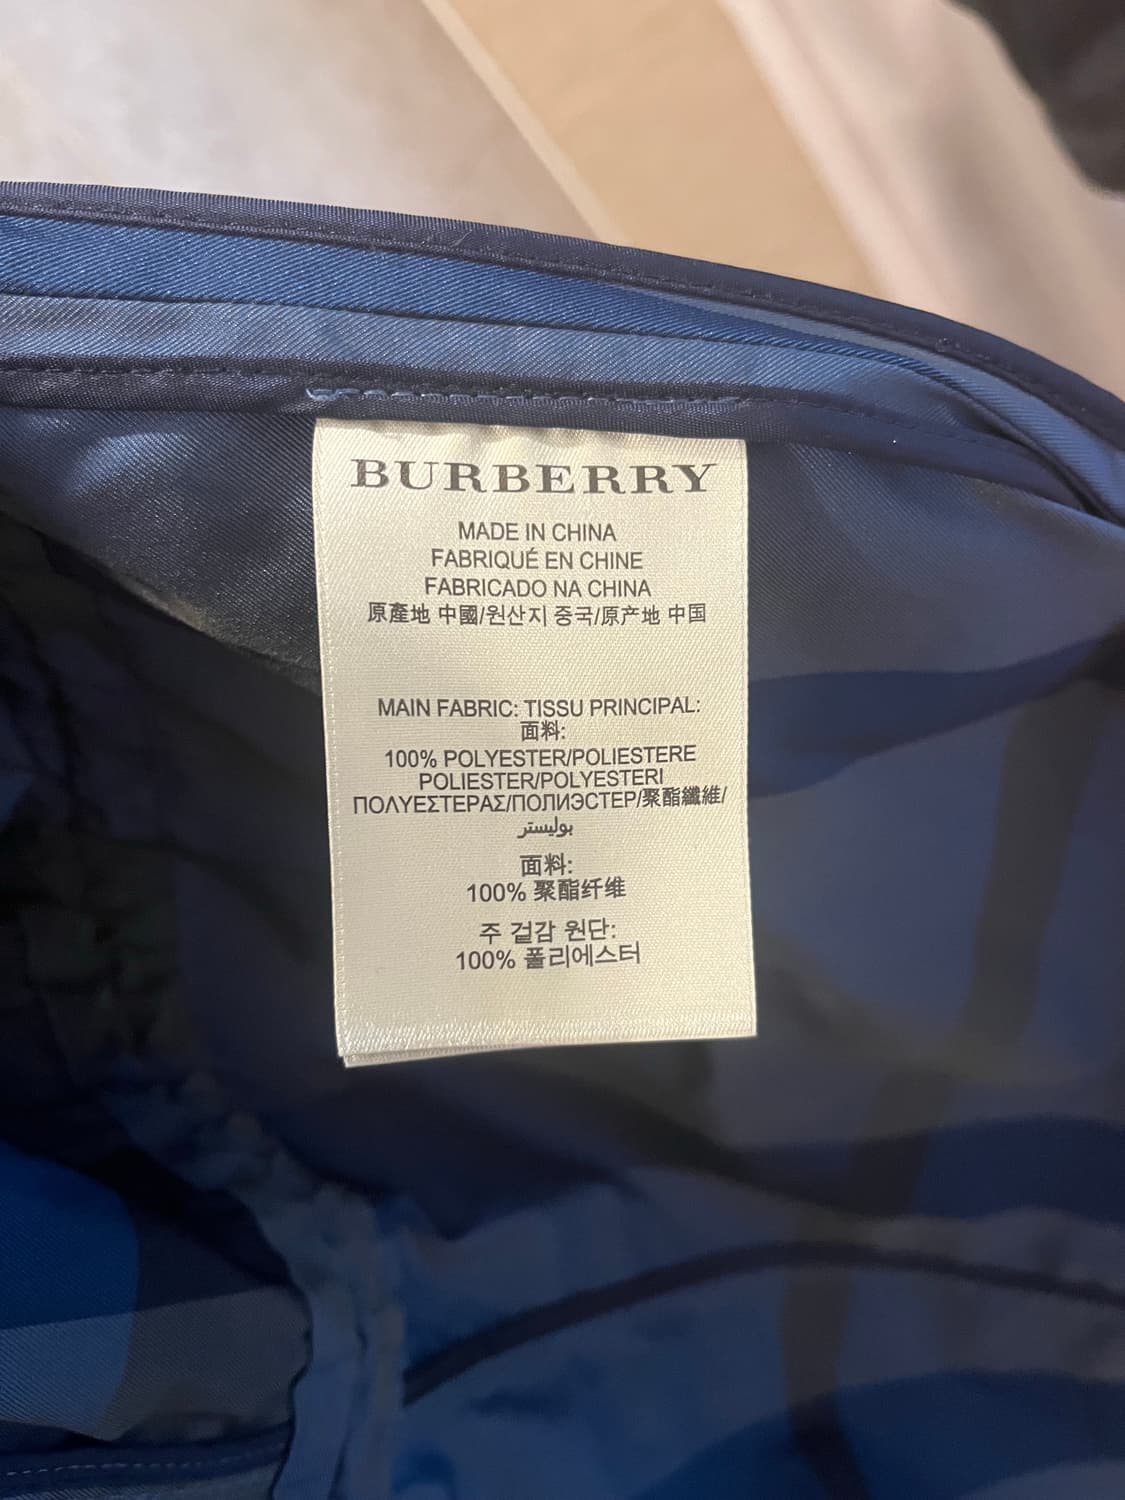 BURBERRY
MADE IN CHINA
FABRIQUÉ EN CHINE
FABRICADO NA CHINA
原產地 中國/원산지 중국/原产地 中国
MAIN FABRIC: TISSU PRINCIPAL:
面料:
100% POLYESTER/POLIESTERE
POLIESTER/POLYESTERI
ΠΟΛΥΕΣΤΕΡΑΣ/ПОЛИЭСТЕР/聚酯纖維/
بوليستر
面料:
100% 聚酯纤维
주 겉감 원단:
100% 폴리에스터